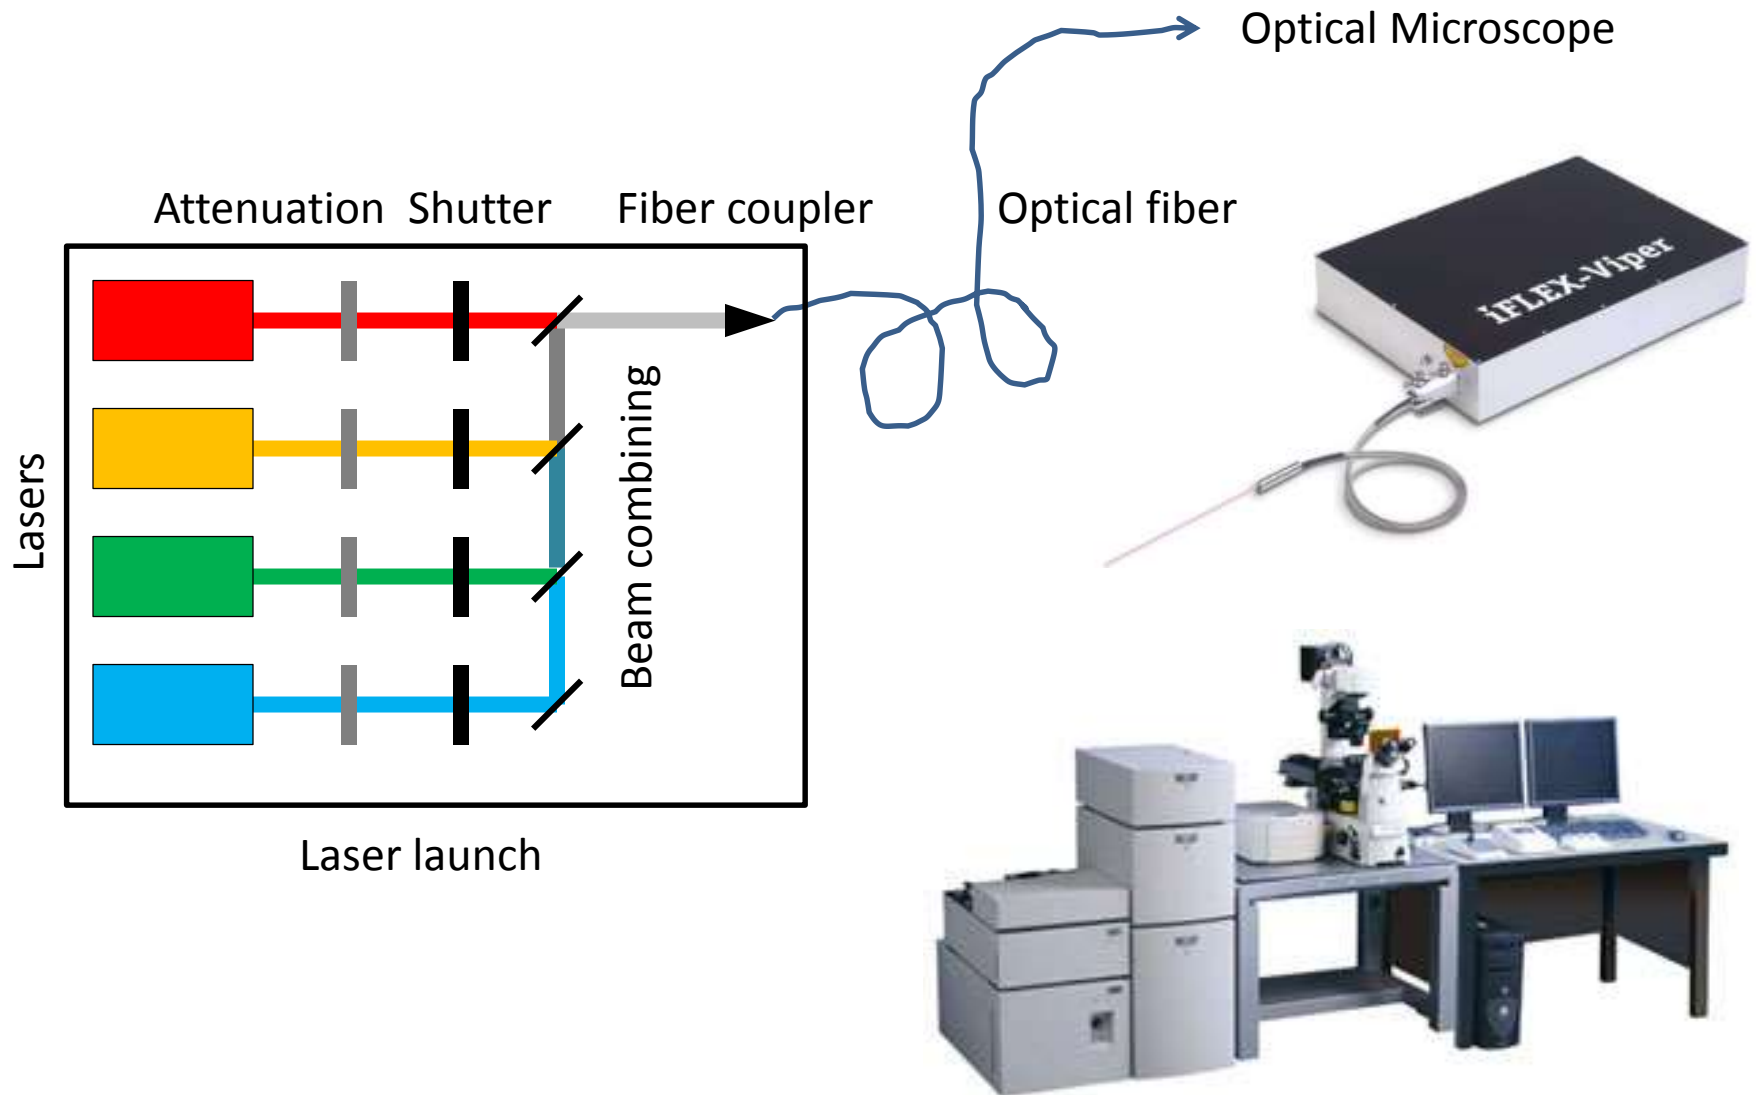 Optical Microscope
Attenuation
Shutter
Fiber coupler
Optical fiber
iFLEX-Viper
Lasers
Beam combining
Laser launch